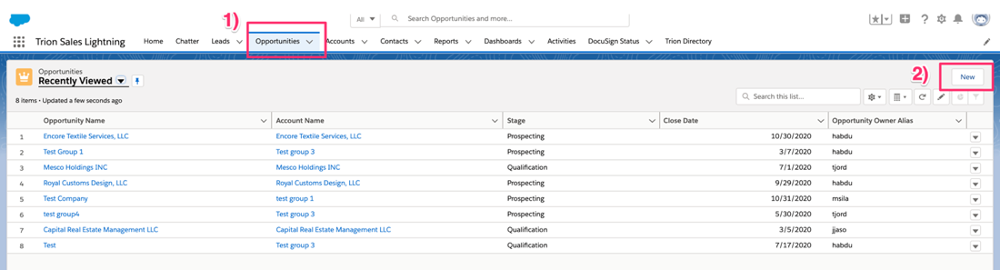 1)
All Search Opportunities and more...
Trion Sales Lightning Home Chatter Leads Opportunities Accounts Contacts Reports Dashboards Activities DocuSign Status Trion Directory
Opportunities
Recently Viewed
2) New
8 items • Updated a few seconds ago
Search this list...
Opportunity Name Account Name Stage Close Date Opportunity Owner Alias
1 Encore Textile Services, LLC Encore Textile Services, LLC Prospecting 10/30/2020 habdu
2 Test Group 1 Test group 3 Prospecting 3/7/2020 habdu
3 Mesco Holdings INC Mesco Holdings INC Qualification 7/1/2020 tjord
4 Royal Customs Design, LLC Royal Customs Design, LLC Prospecting 9/29/2020 habdu
5 Test Company test group 1 Prospecting 10/31/2020 msila
6 test group4 Test group 3 Prospecting 5/30/2020 tjord
7 Capital Real Estate Management LLC Capital Real Estate Management LLC Qualification 3/5/2020 jjaso
8 Test Test group 3 Qualification 7/17/2020 habdu